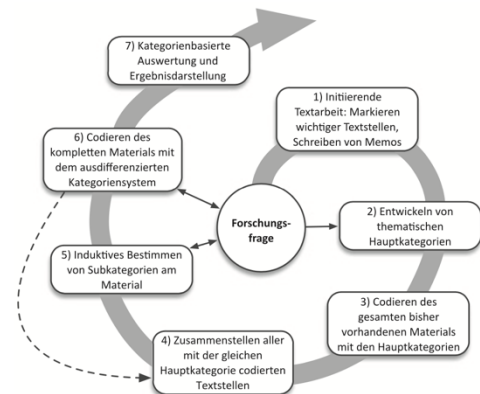 7) Kategorienbasierte
Auswertung und
Ergebnisdarstellung
1) Initiierende
Textarbeit: Markieren
wichtiger Textstellen,
Schreiben von Memos
6) Codieren des
kompletten Materials mit
dem ausdifferenzierten
Kategoriensystem
Forschungs-
frage
2) Entwickeln von
thematischen
Hauptkategorien
5) Induktives Bestimmen
von Subkategorien am
Material
3) Codieren des
gesamten bisher
vorhandenen Materials
mit den Hauptkategorien
4) Zusammenstellen aller
mit der gleichen
Hauptkategorie codierten
Textstellen